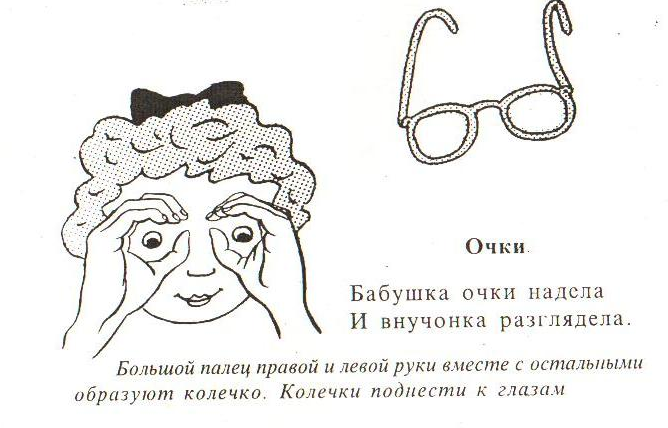 Очки
Бабушка очки надела
И внучонка разглядела.
Большой палец правой и левой руки вместе с остальными
образуют колечко. Колечки поднести к глазам